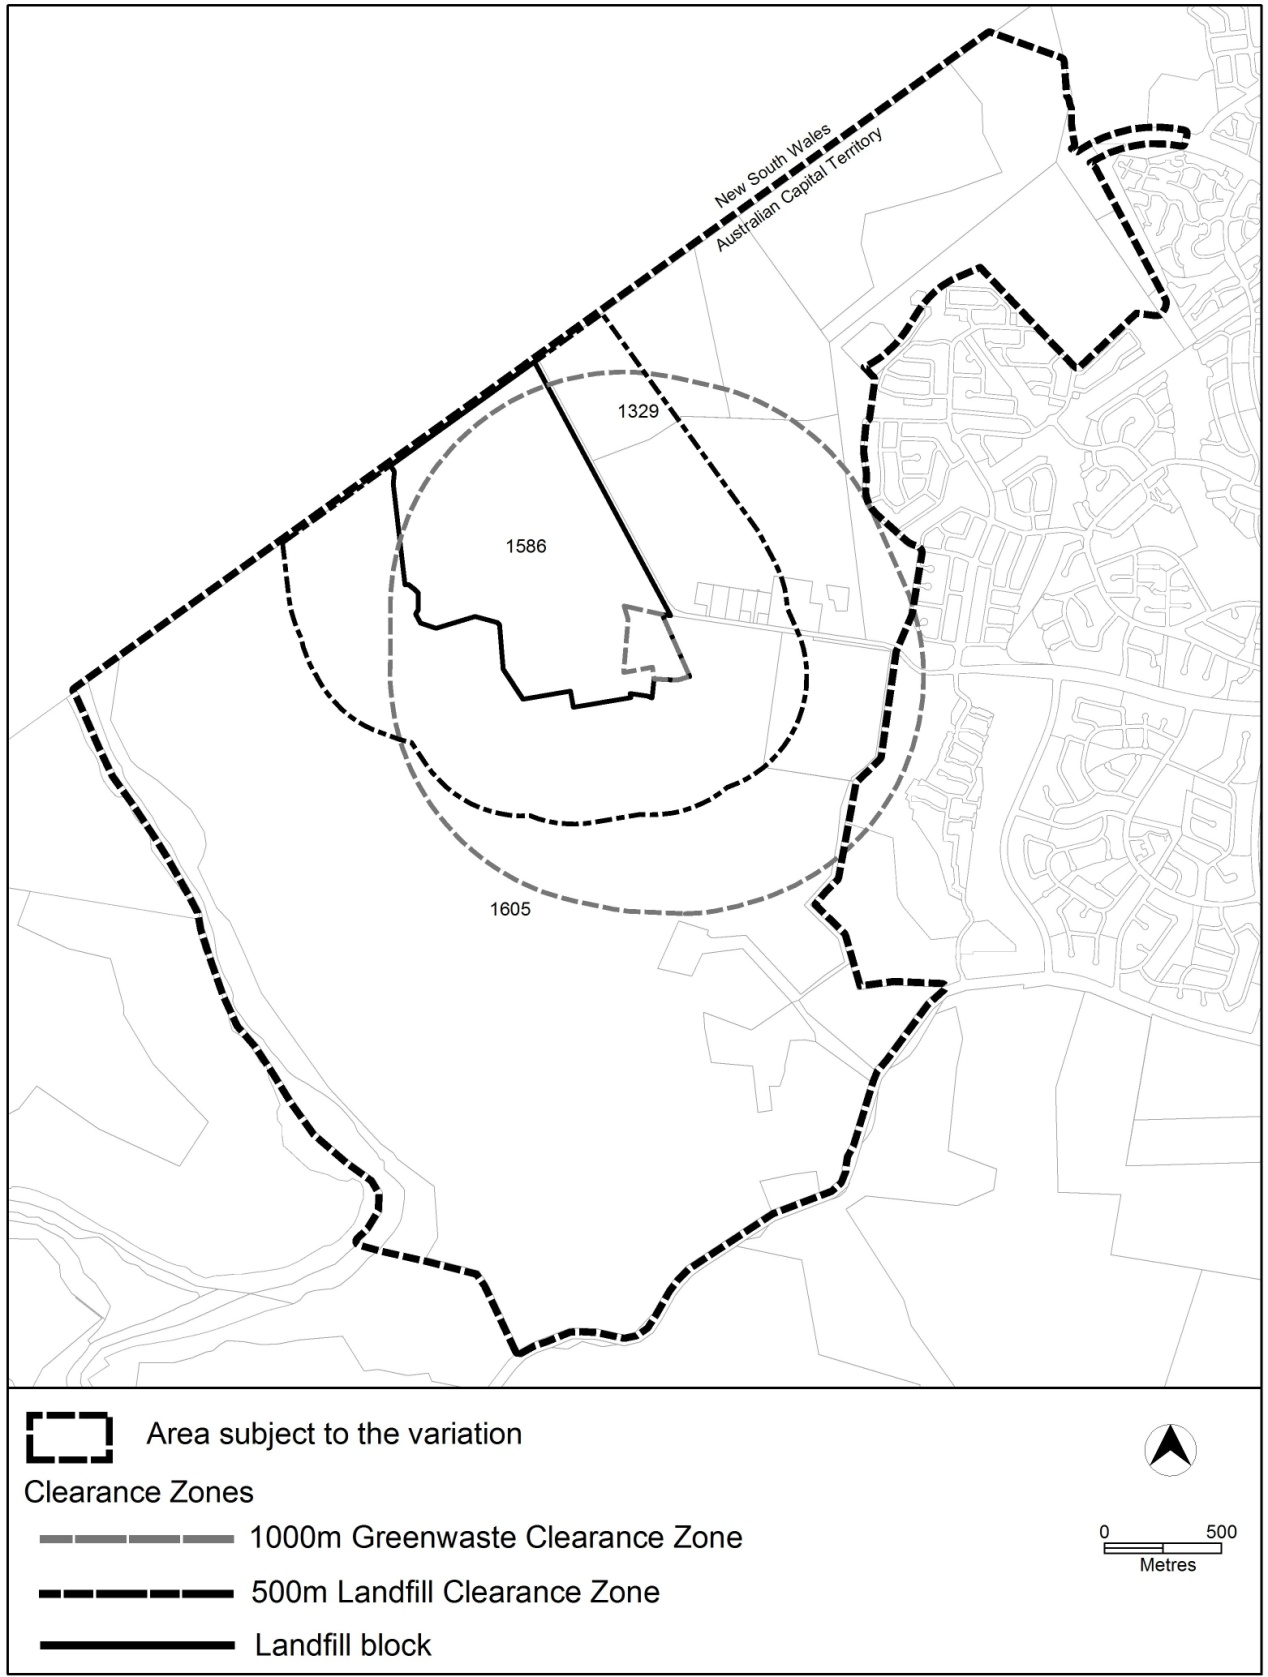 New South Wales
Australian Capital Territory
1329
1586
1605
Area subject to the variation
Clearance Zones
1000m Greenwaste Clearance Zone
500m Landfill Clearance Zone
Landfill block
0 500
Metres